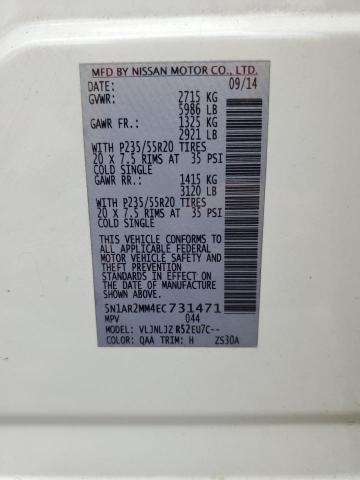 MFD BY NISSAN MOTOR CO., LTD.
DATE: 09/14
GVWR: 2715 KG
5986 LB
GAWR FR.: 1325 KG
2921 LB
WITH P235/55R20 TIRES
20 X 7.5 RIMS AT 35 PSI
COLD SINGLE
GAWR RR.: 1415 KG
3120 LB
WITH P235/55R20 TIRES
20 X 7.5 RIMS AT 35 PSI
COLD SINGLE
THIS VEHICLE CONFORMS TO
ALL APPLICABLE FEDERAL
MOTOR VEHICLE SAFETY AND
THEFT PREVENTION
STANDARDS IN EFFECT ON
THE DATE OF MANUFACTURE
SHOWN ABOVE.
5N1AR2MM4EC731471
MPV 044
MODEL: VLJNLJZ R52EU7C--
COLOR: QAA TRIM: H ZS30A